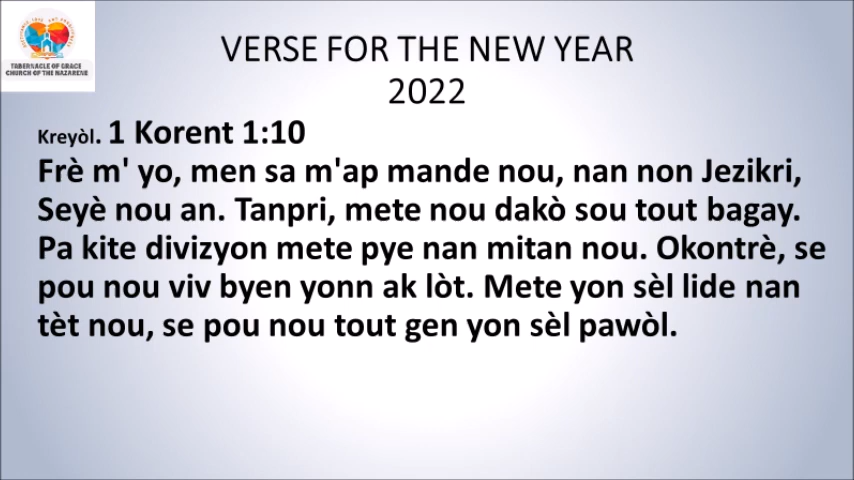 TABERNACLE OF GRACE
CHURCH OF THE NAZARENE
VERSE FOR THE NEW YEAR
2022
Kreyòl. 1 Korent 1:10
Frè m' yo, men sa m'ap mande nou, nan non Jezikri,
Seyè nou an. Tanpri, mete nou dakò sou tout bagay.
Pa kite divizyon mete pye nan mitan nou. Okontrè, se
pou nou viv byen yonn ak lòt. Mete yon sèl lide nan
tèt nou, se pou nou tout gen yon sèl pawòl.